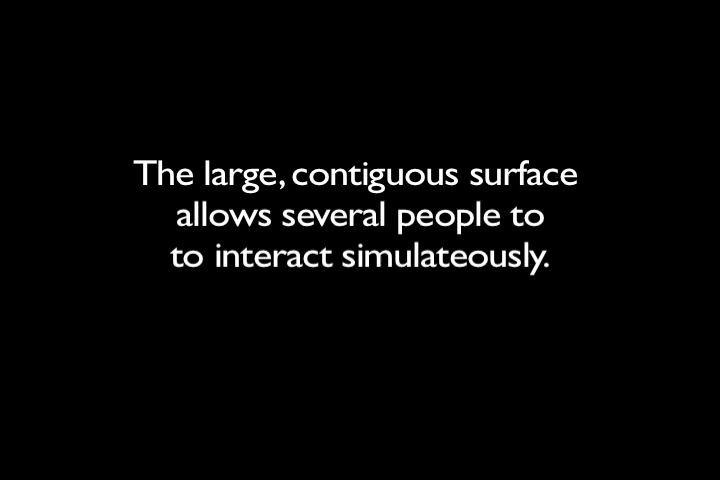 The large, contiguous surface
allows several people to
to interact simulateously.